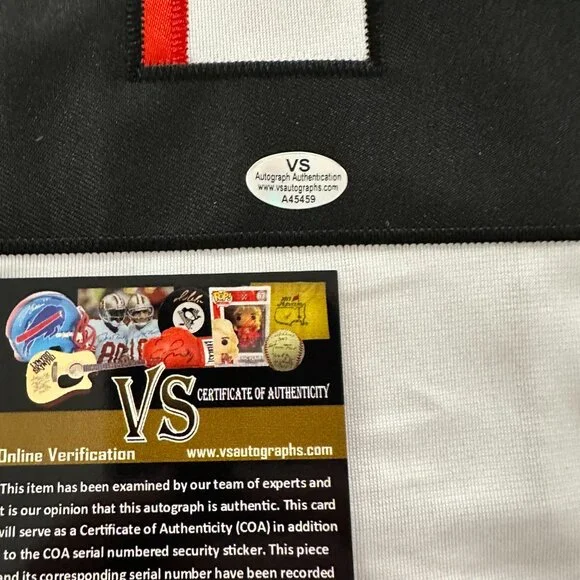 VS
Autograph Authentication
www.vsautographs.com
A45459
POP!
VS
CERTIFICATE OF AUTHENTICITY
Online Verification
www.vsautographs.com
This item has been examined by our team of experts and
it is our opinion that this autograph is authentic. This card
will serve as a Certificate of Authenticity (COA) in addition
to the COA serial numbered security sticker. This piece
and its corresponding serial number have been recorded